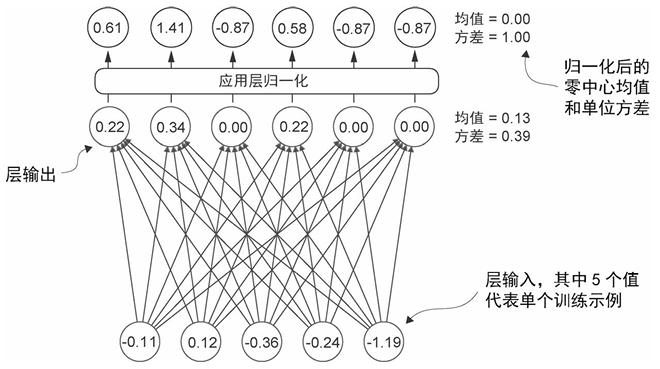 0.61 1.41 -0.87 0.58 -0.87 -0.87
均值 = 0.00
方差 = 1.00
归一化后的
零中心均值
和单位方差
应用层归一化
0.22 0.34 0.00 0.22 0.00 0.00
均值 = 0.13
方差 = 0.39
层输出
层输入，其中 5 个值
代表单个训练示例
-0.11 0.12 -0.36 -0.24 -1.19